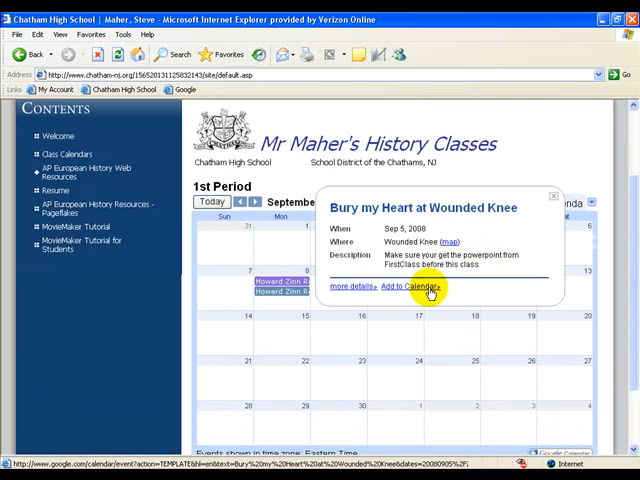 Chatham High School | Maher, Steve - Microsoft Internet Explorer provided by Verizon Online
File Edit View Favorites Tools Help
Back Search Favorites
Address http://www.chatham-nj.org/156520131125832143/site/default.asp Go
Links My Account Chatham High School Google
CONTENTS
Welcome
Class Calendars
AP European History Web
Resources
Resume
AP European History Resources -
Pageflakes
MovieMaker Tutorial
MovieMaker Tutorial for
Students
Mr Maher's History Classes
Chatham High School School District of the Chathams, NJ
1st Period
Today
Sun Mon Sat
31 1
7 8 13
Howard Zinn R
Howard Zinn R
14 15 16 17 18 19 20
21 22 23 24 25 26 27
28 29 30 1 2 3 4
Events shown in time zone: Eastern Time
Google
Bury my Heart at Wounded Knee
When Sep 5, 2008
Where Wounded Knee (map)
Description Make sure your get the powerpoint from
FirstClass before this class
more details» Add to Calendar»
Internet